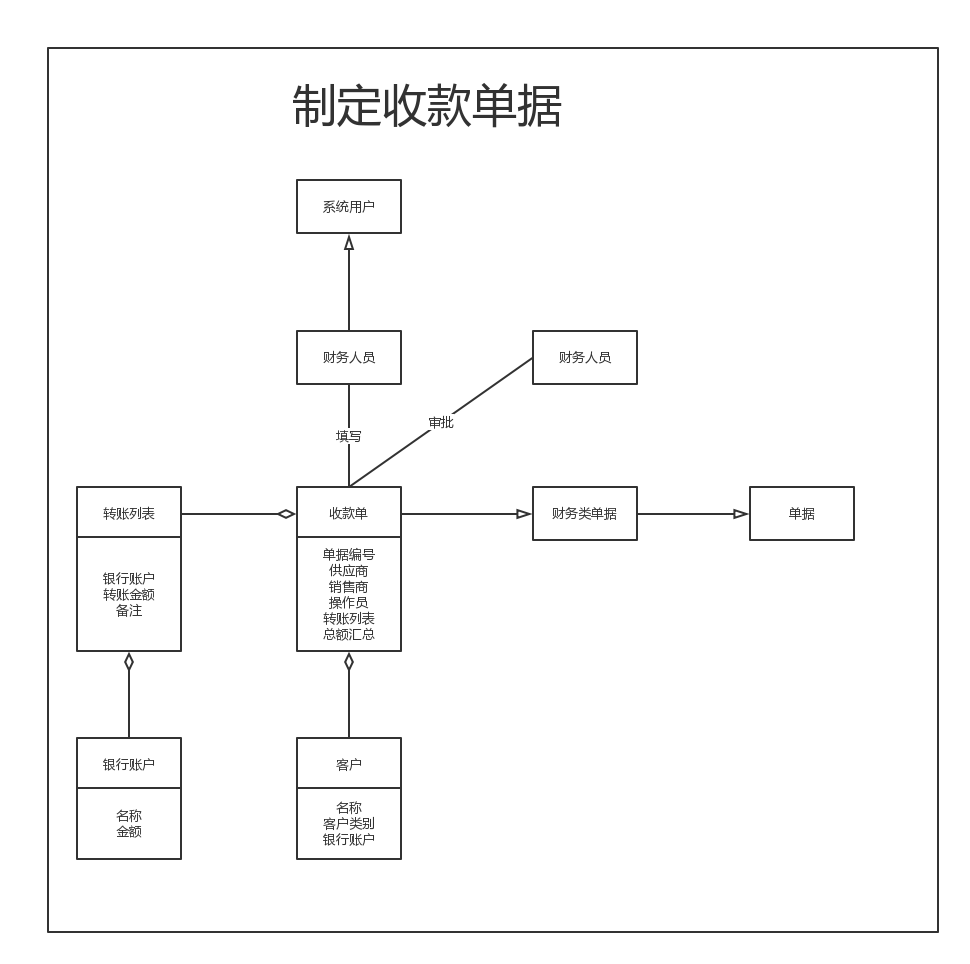 制定收款单据
系统用户
财务人员
财务人员
审批
填写
转账列表
银行账户
转账金额
备注
收款单
单据编号
供应商
销售商
操作员
转账列表
总额汇总
财务类单据
单据
银行账户
名称
金额
客户
名称
客户类别
银行账户